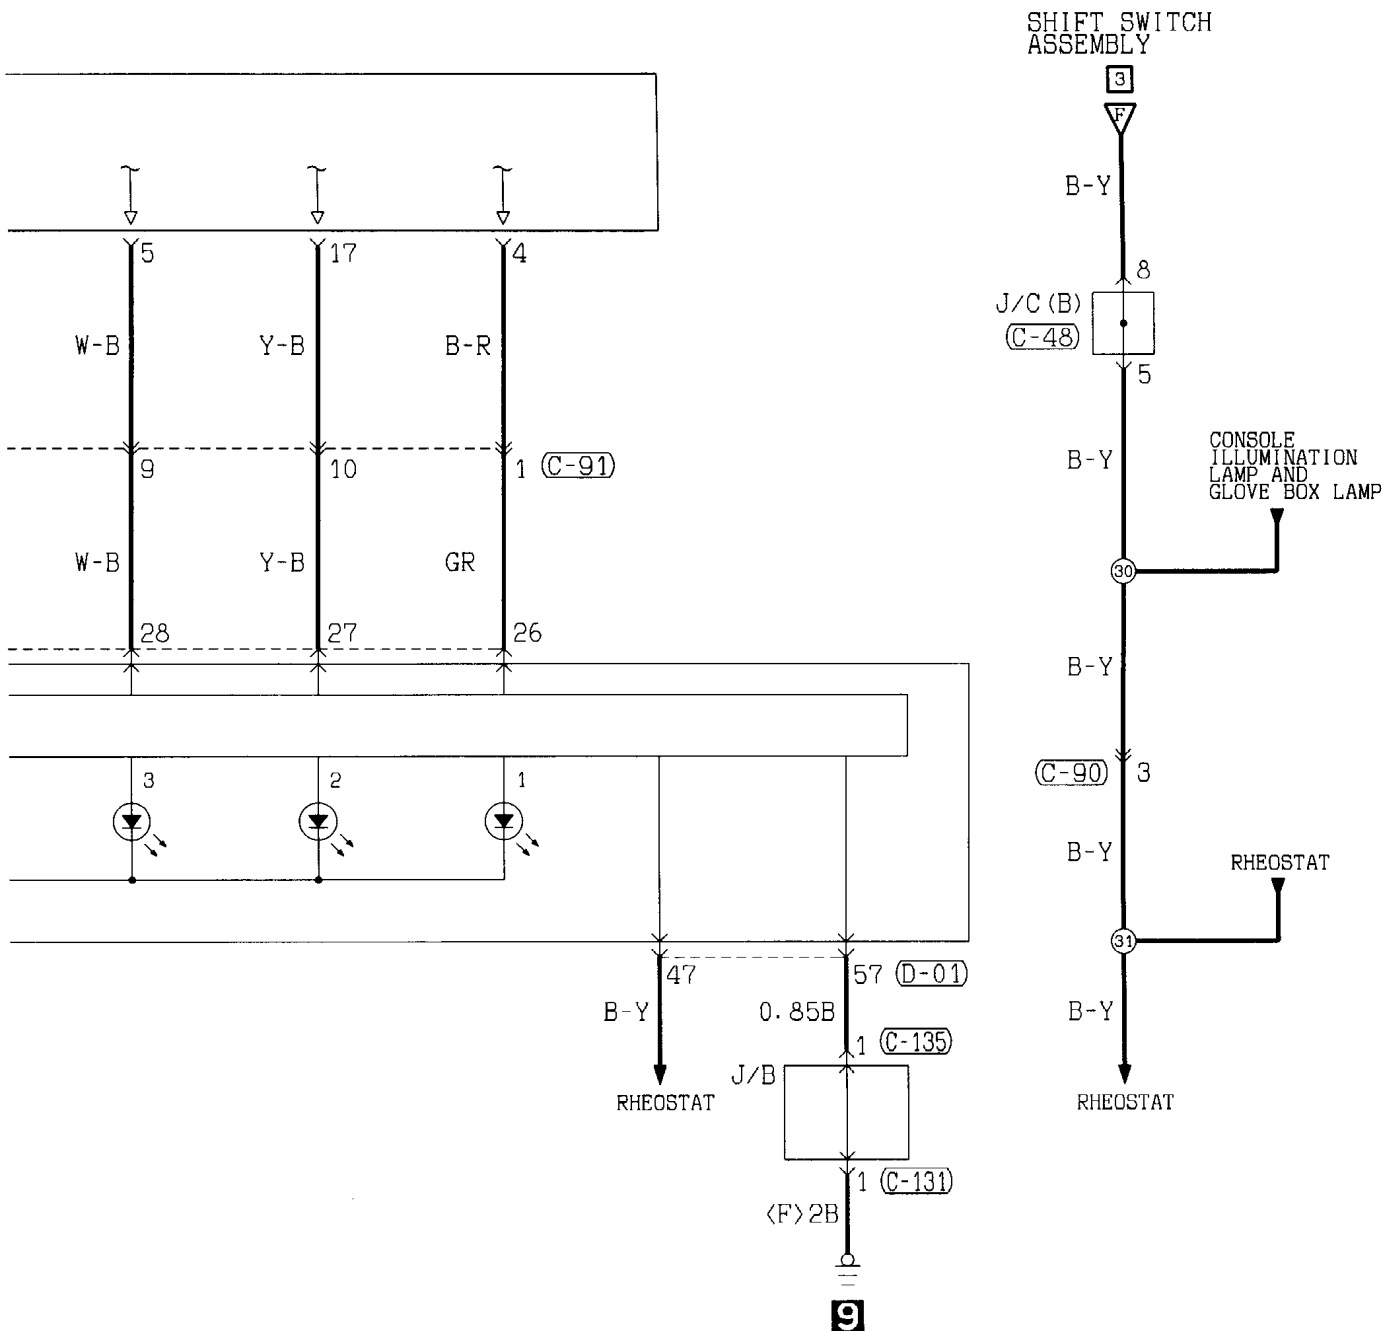 SHIFT SWITCH
ASSEMBLY
3
F
B-Y
8
J/C(B)
(C-48)
5
B-Y
CONSOLE
ILLUMINATION
LAMP AND
GLOVE BOX LAMP
30
B-Y
(C-90) 3
B-Y
RHEOSTAT
31
B-Y
RHEOSTAT
5 17 4
W-B Y-B B-R
9 10 1 (C-91)
W-B Y-B GR
28 27 26
3 2 1
47 57 (D-01)
B-Y 0.85B
1 (C-135)
J/B
RHEOSTAT
1 (C-131)
<F>2B
9